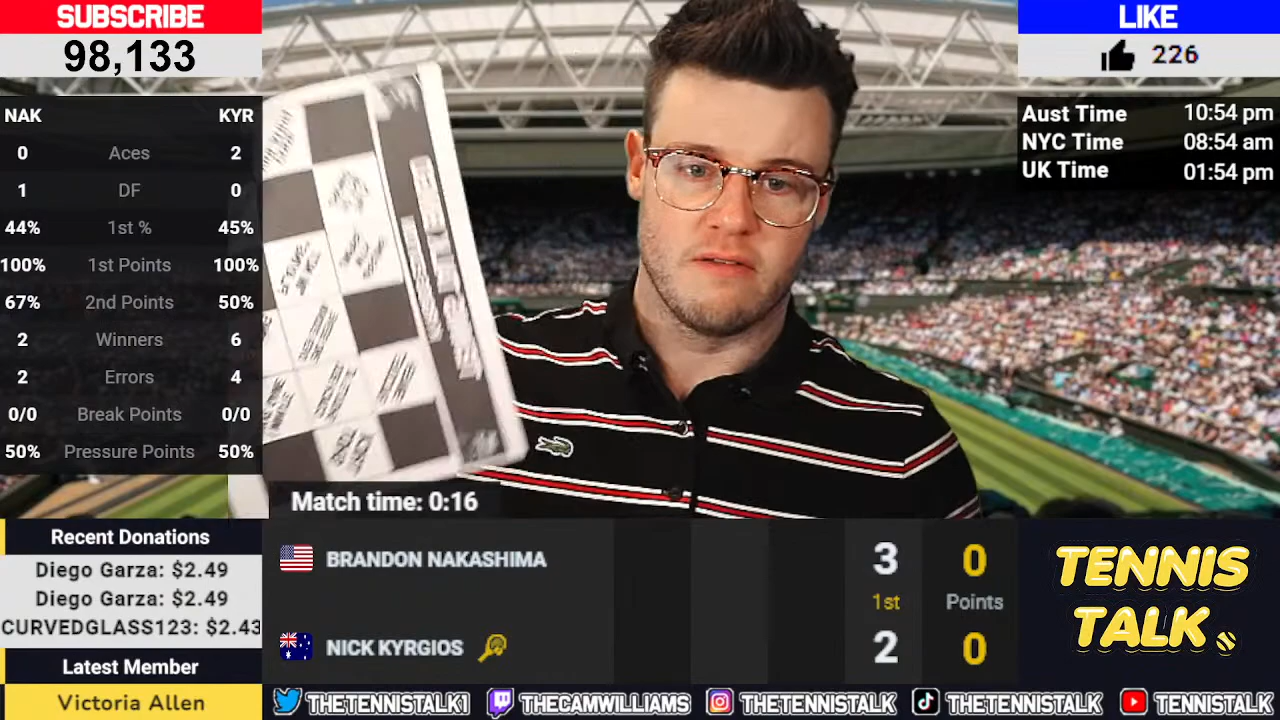 SUBSCRIBE
98,133
LIKE
226
NAK KYR
0 Aces 2
1 DF 0
44% 1st % 45%
100% 1st Points 100%
67% 2nd Points 50%
2 Winners 6
2 Errors 4
0/0 Break Points 0/0
50% Pressure Points 50%
Aust Time 10:54 pm
NYC Time 08:54 am
UK Time 01:54 pm
Match time: 0:16
Recent Donations
Diego Garza: $2.49
Diego Garza: $2.49
CURVEDGLASS123: $2.43
Latest Member
Victoria Allen
BRANDON NAKASHIMA 3 0
1st Points
NICK KYRGIOS 2 0
TENNIS
TALK
THETENNISTALK1 THECAMWILLIAMS THETENNISTALK THETENNISTALK TENNISTALK